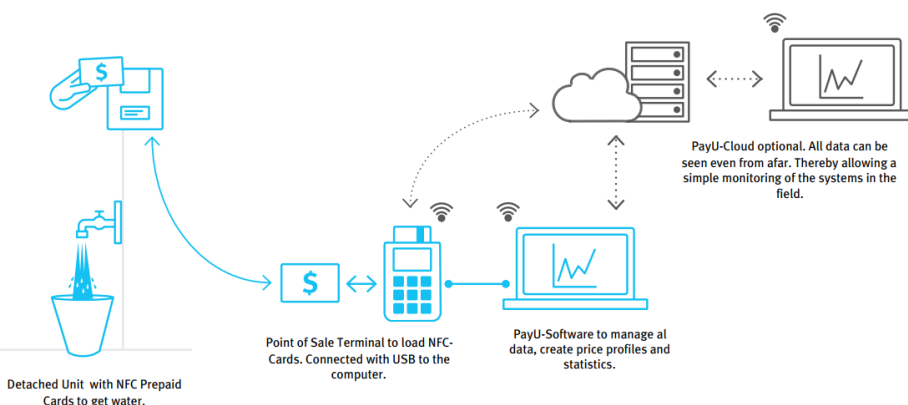 $
PayU-Cloud optional. All data can be
seen even from afar. Thereby allowing a
simple monitoring of the systems in the
field.
$
Point of Sale Terminal to load NFC-
Cards. Connected with USB to the
computer.
PayU-Software to manage al
data, create price profiles and
statistics.
Detached Unit with NFC Prepaid
Cards to get water.